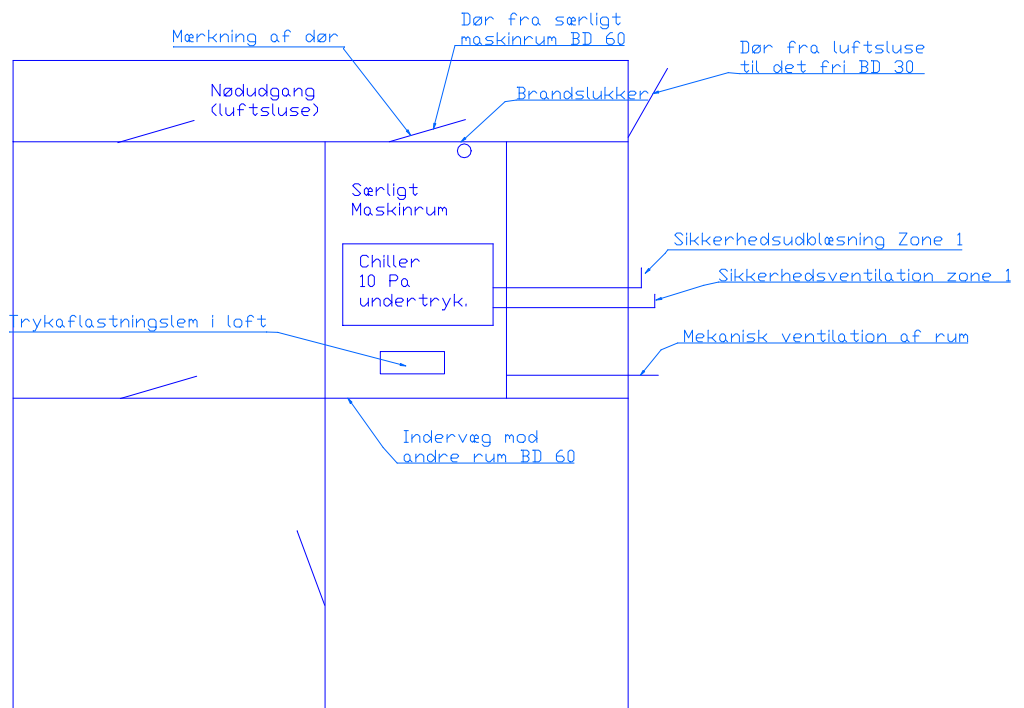 Dør fra særligt
maskinrum BD 60
Mærkning af dør
Dør fra luftsluse
til det fri BD 30
Nødudgang
(luftsluse)
Brandslukker
Særligt
Maskinrum
Sikkerhedsudblæsning Zone 1
Chiller
10 Pa
undertryk.
Sikkerhedsventilation zone 1
Trykaflastningslem i loft
Mekanisk ventilation af rum
Indervæg mod
andre rum BD 60